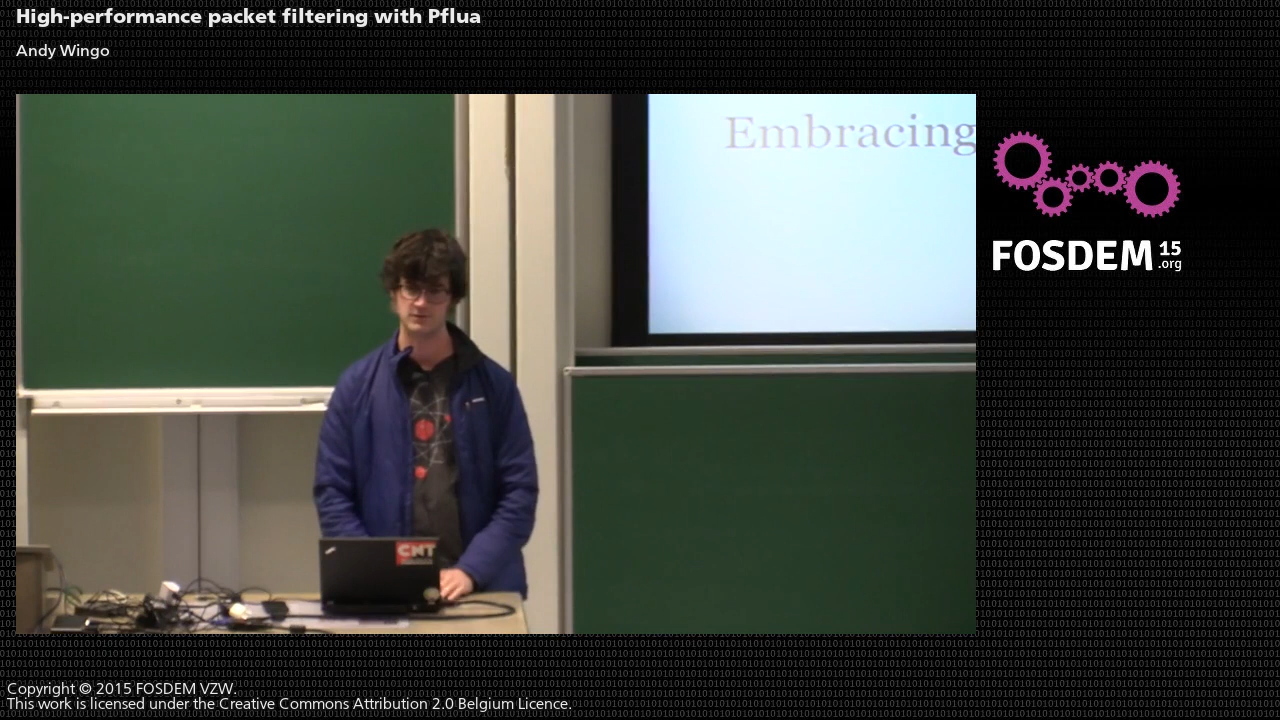 High-performance packet filtering with Pflua
Andy Wingo
Embracing
CNT
FOSDEM 15
.org
Copyright © 2015 FOSDEM VZW.
This work is licensed under the Creative Commons Attribution 2.0 Belgium Licence.